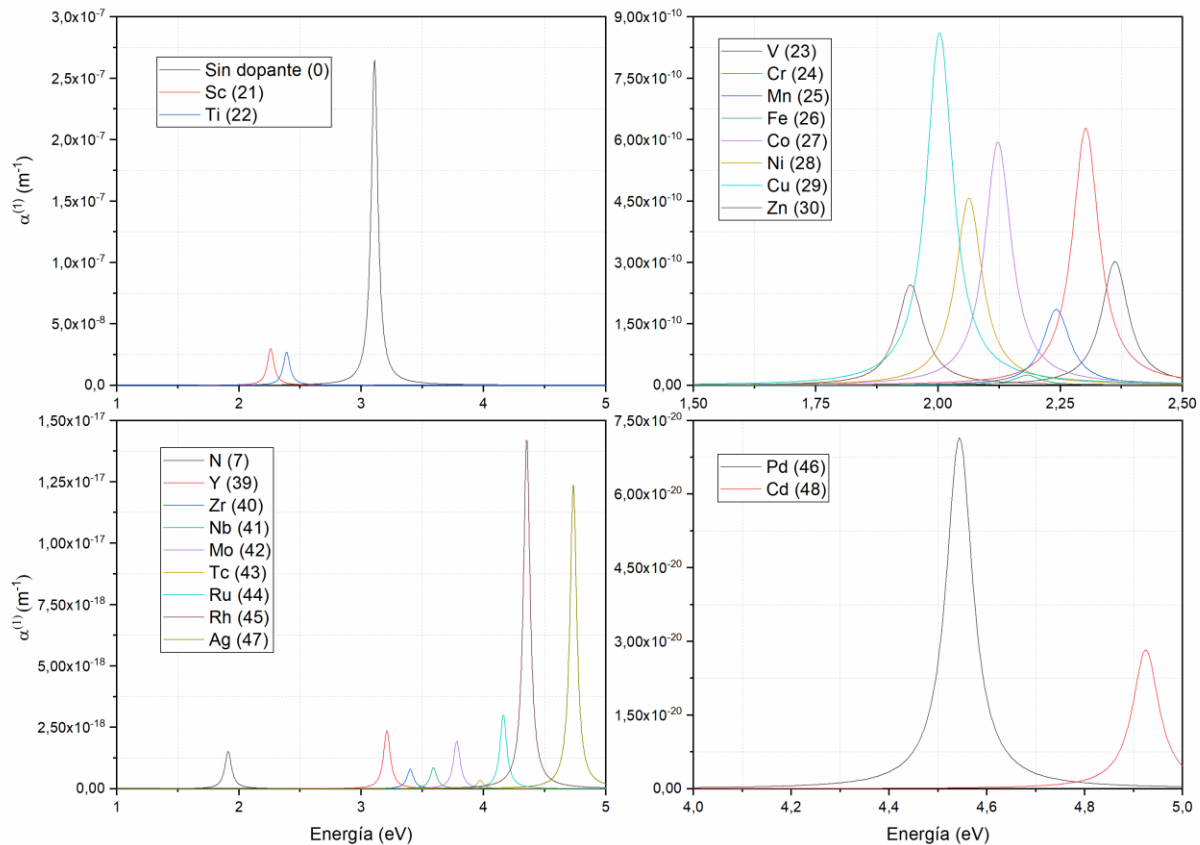 3,0x10⁻⁷
2,5x10⁻⁷
2,0x10⁻⁷
1,5x10⁻⁷
1,0x10⁻⁷
5,0x10⁻⁸
0,0
α⁽¹⁾ (m⁻¹)
Sin dopante (0)
Sc (21)
Ti (22)
1 2 3 4 5
9,00x10⁻¹⁰
7,50x10⁻¹⁰
6,00x10⁻¹⁰
4,50x10⁻¹⁰
3,00x10⁻¹⁰
1,50x10⁻¹⁰
0,00
V (23)
Cr (24)
Mn (25)
Fe (26)
Co (27)
Ni (28)
Cu (29)
Zn (30)
1,50 1,75 2,00 2,25 2,50
1,50x10⁻¹⁷
1,25x10⁻¹⁷
1,00x10⁻¹⁷
7,50x10⁻¹⁸
5,00x10⁻¹⁸
2,50x10⁻¹⁸
0,00
α⁽¹⁾ (m⁻¹)
N (7)
Y (39)
Zr (40)
Nb (41)
Mo (42)
Tc (43)
Ru (44)
Rh (45)
Ag (47)
1 2 3 4 5
Energía (eV)
7,50x10⁻²⁰
6,00x10⁻²⁰
4,50x10⁻²⁰
3,00x10⁻²⁰
1,50x10⁻²⁰
0,00
Pd (46)
Cd (48)
4,0 4,2 4,4 4,6 4,8 5,0
Energía (eV)